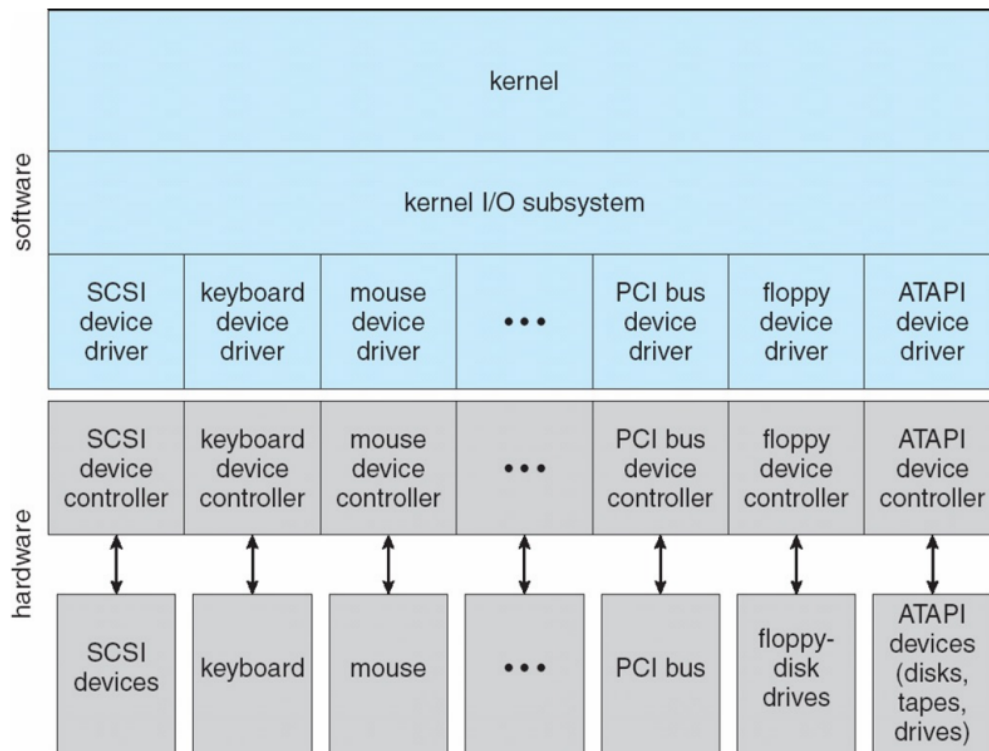 software
kernel
kernel I/O subsystem
SCSI
device
driver
keyboard
device
driver
mouse
device
driver
•••
PCI bus
device
driver
floppy
device
driver
ATAPI
device
driver
hardware
SCSI
device
controller
keyboard
device
controller
mouse
device
controller
•••
PCI bus
device
controller
floppy
device
controller
ATAPI
device
controller
SCSI
devices
keyboard
mouse
•••
PCI bus
floppy-
disk
drives
ATAPI
devices
(disks,
tapes,
drives)